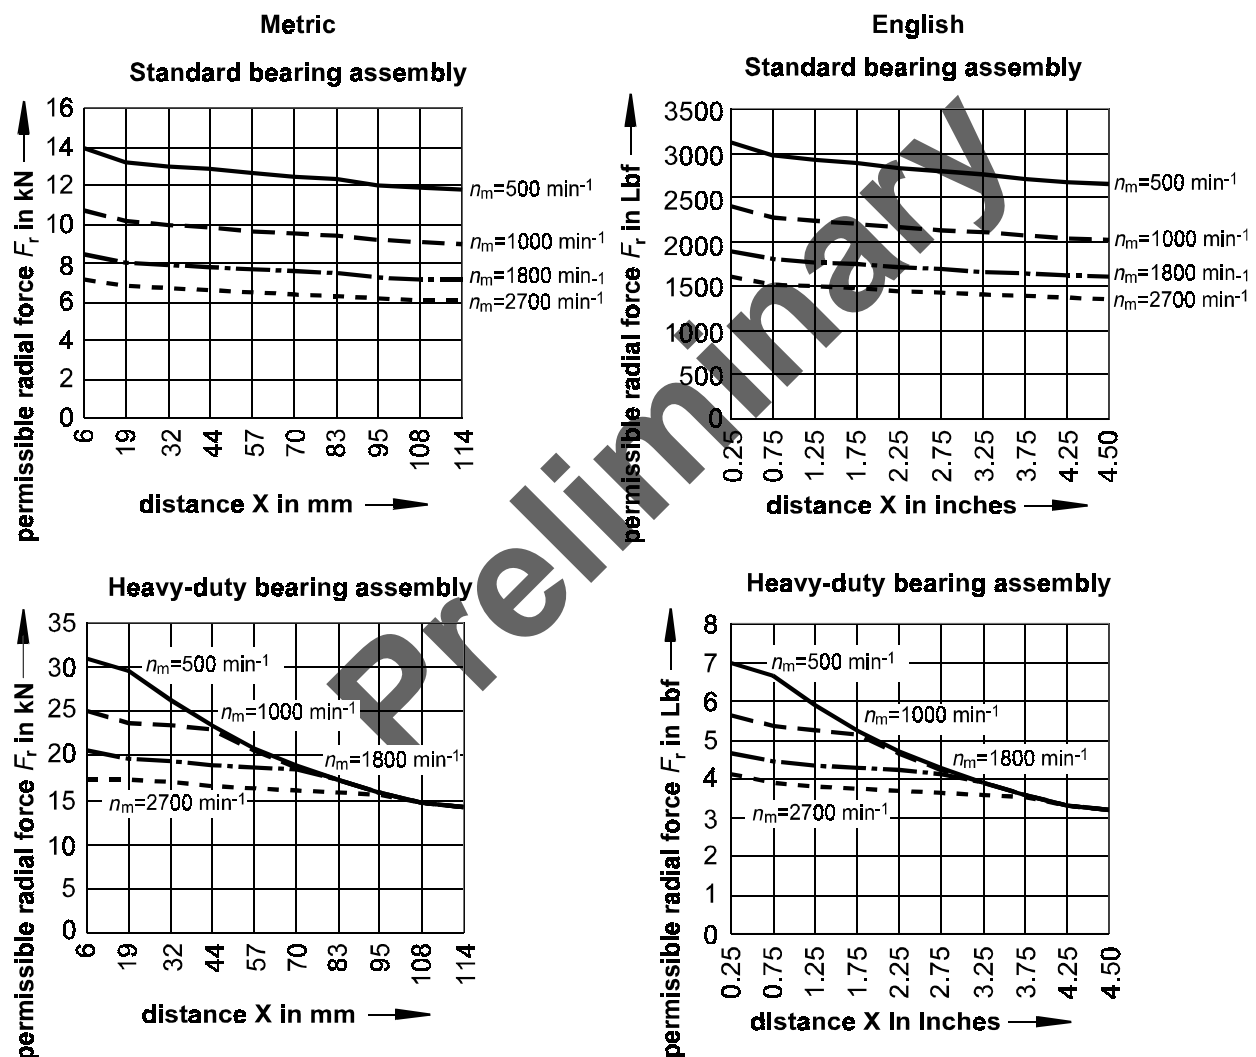 Metric
Standard bearing assembly
permissible radial force Fr in kN
16
14
12
10
8
6
4
2
0
nm=500 min-1
nm=1000 min-1
nm=1800 min-1
nm=2700 min-1
6 19 32 44 57 70 83 95 108 114
distance X in mm
English
Standard bearing assembly
permissible radial force Fr in Lbf
3500
3000
2500
2000
1500
1000
500
0
nm=500 min-1
nm=1000 min-1
nm=1800 min-1
nm=2700 min-1
0.25 0.75 1.25 1.75 2.25 2.75 3.25 3.75 4.25 4.50
distance X in inches
Preliminary
Heavy-duty bearing assembly
permissible radial force Fr in kN
35
30
25
20
15
10
5
0
nm=500 min-1
nm=1000 min-1
nm=1800 min-1
nm=2700 min-1
6 19 32 44 57 70 83 95 108 114
distance X in mm
Heavy-duty bearing assembly
permissible radial force Fr in Lbf
8
7
6
5
4
3
2
1
0
nm=500 min-1
nm=1000 min-1
nm=1800 min-1
nm=2700 min-1
0.25 0.75 1.25 1.75 2.25 2.75 3.25 3.75 4.25 4.50
distance X In Inches